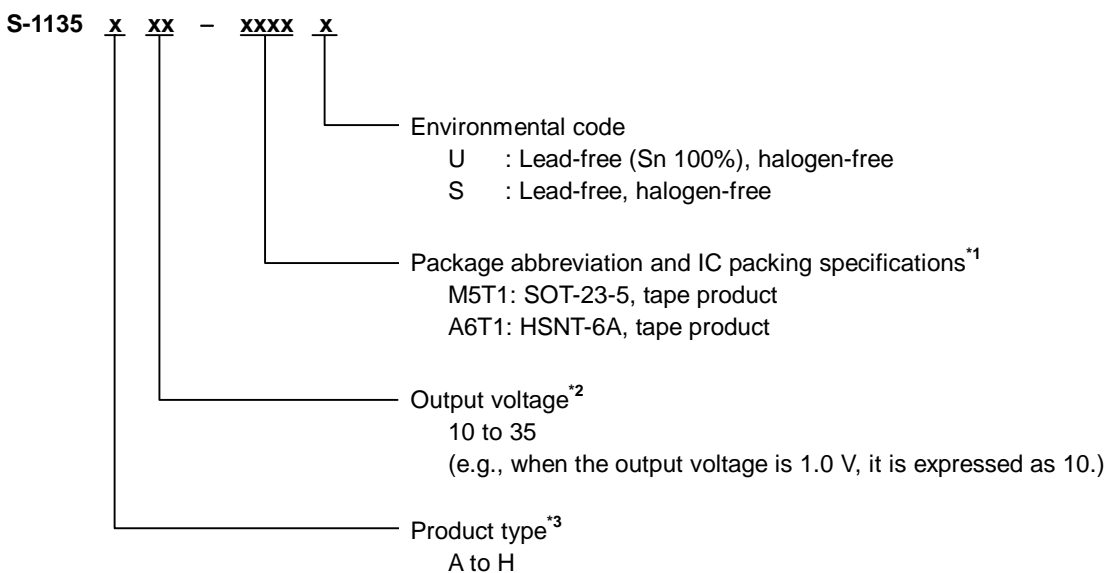 S-1135 x xx – xxxx x
Environmental code
U : Lead-free (Sn 100%), halogen-free
S : Lead-free, halogen-free
Package abbreviation and IC packing specifications*1
M5T1: SOT-23-5, tape product
A6T1: HSNT-6A, tape product
Output voltage*2
10 to 35
(e.g., when the output voltage is 1.0 V, it is expressed as 10.)
Product type*3
A to H